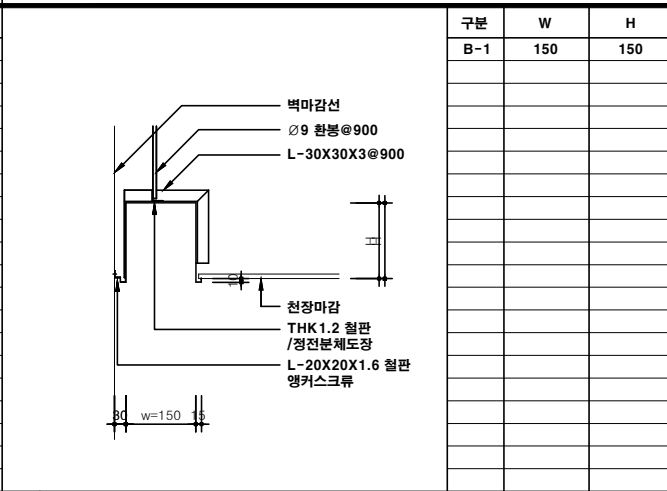 구분 W H
B-1 150 150
벽마감선
Ø9 환봉@900
L-30X30X3@900
H
10
천장마감
THK1.2 철판
/정전분체도장
L-20X20X1.6 철판
앵커스크류
30 w=150 15